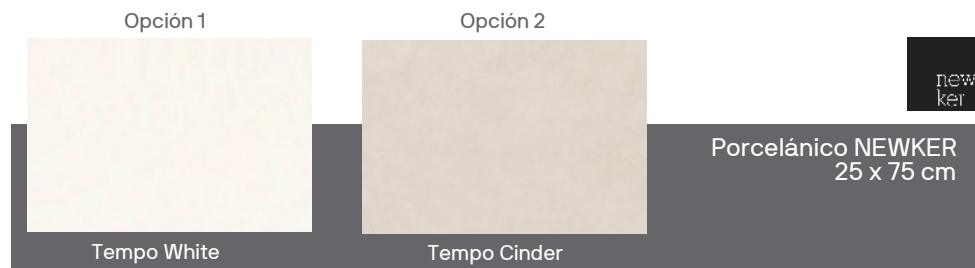 Opción 1
Opción 2
new
ker
Porcelánico NEWKER
25 x 75 cm
Tempo White
Tempo Cinder